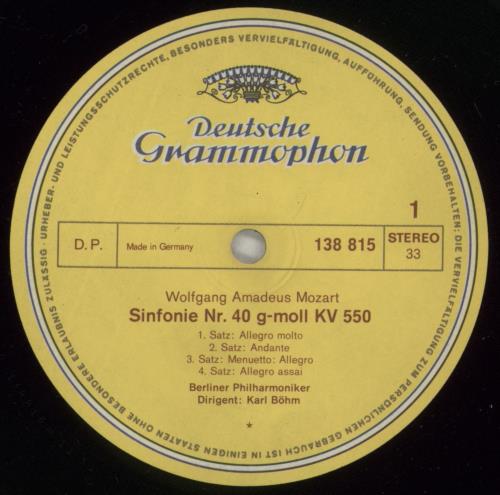 URHEBER- UND LEISTUNGSSCHUTZRECHTE, BESONDERS VERVIELFÄLTIGUNG, AUFFÜHRUNG, SENDUNG VORBEHALTEN; DIE VERVIELFÄLTIGUNG ZUM PERSÖNLICHEN GEBRAUCH IST IN EINIGEN STAATEN OHNE BESONDERE ERLAUBNIS ZULÄSSIG ·
Deutsche
Grammophon
1
D. P. Made in Germany 138 815 STEREO
33
Wolfgang Amadeus Mozart
Sinfonie Nr. 40 g-moll KV 550
1. Satz: Allegro molto
2. Satz: Andante
3. Satz: Menuetto: Allegro
4. Satz: Allegro assai
Berliner Philharmoniker
Dirigent: Karl Böhm
*